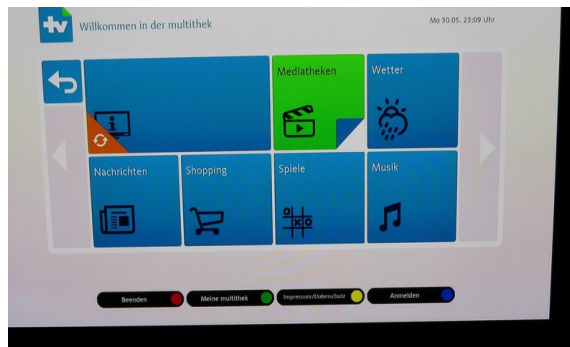 tv
Willkommen in der multithek
Mo 30.05. 23:09 Uhr
Mediatheken
Wetter
Nachrichten
Shopping
Spiele
Musik
Beenden
Meine multithek
Impressum/Datenschutz
Anmelden